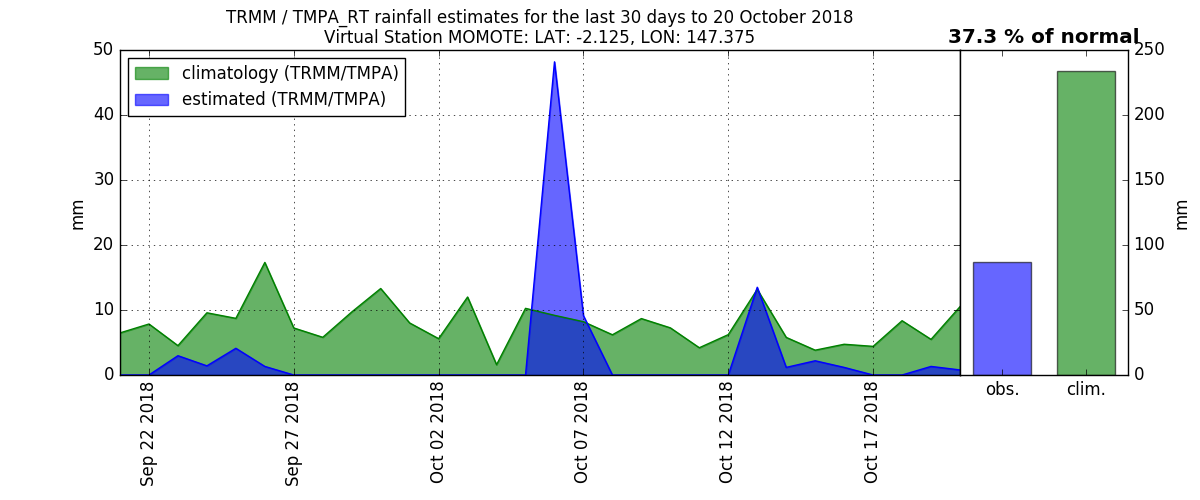 TRMM / TMPA_RT rainfall estimates for the last 30 days to 20 October 2018
Virtual Station MOMOTE: LAT: -2.125, LON: 147.375
37.3 % of normal
climatology (TRMM/TMPA)
estimated (TRMM/TMPA)
50
40
30
20
10
0
mm
Sep 22 2018
Sep 27 2018
Oct 02 2018
Oct 07 2018
Oct 12 2018
Oct 17 2018
obs.
clim.
250
200
150
100
50
0
mm